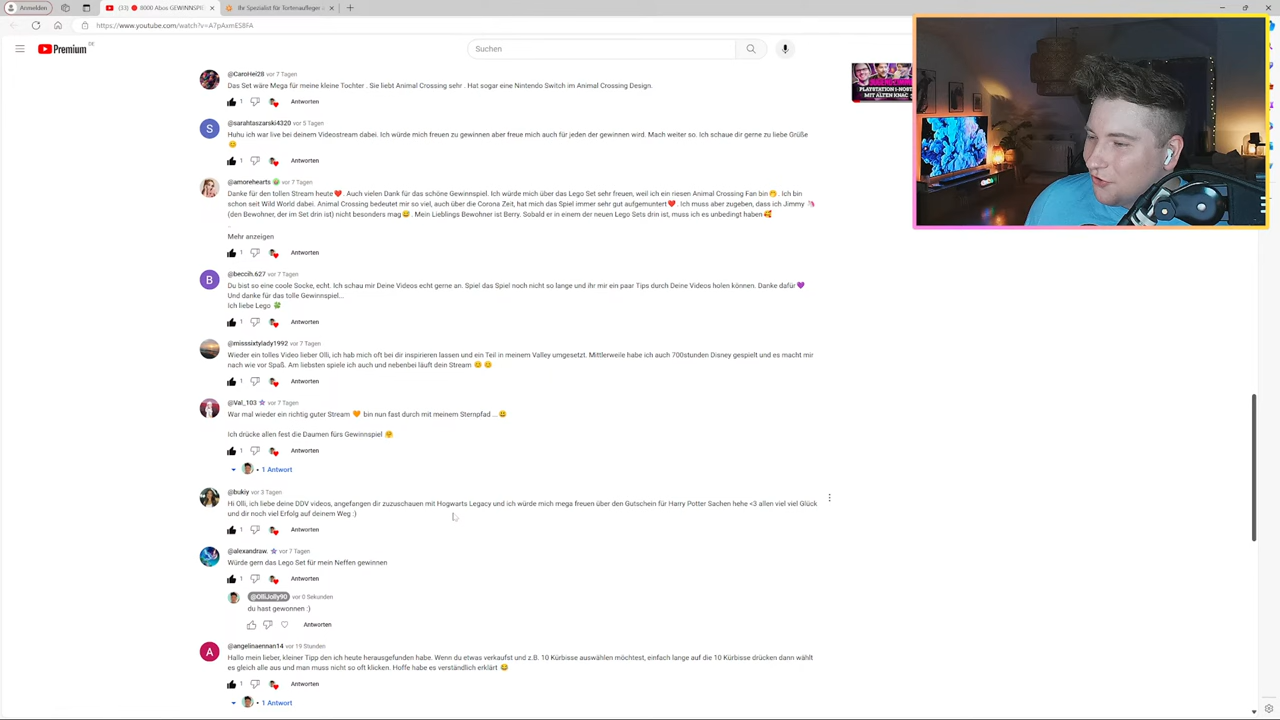 Anmelden
(33) 🔴 8000 Abos GEWINNSPIE
Ihr Spezialist für Tortenaufleger
https://www.youtube.com/watch?v=A7pAxmES8FA
Premium DE
Suchen
@CaroHei28 vor 7 Tagen
Das Set wäre Mega für meine kleine Tochter . Sie liebt Animal Crossing sehr . Hat sogar eine Nintendo Switch im Animal Crossing Design.
1 Antworten
@sarahtaszarski4320 vor 5 Tagen
Huhu ich war live bei deinem Videostream dabei. Ich würde mich freuen zu gewinnen aber freue mich auch für jeden der gewinnen wird. Mach weiter so. Ich schaue dir gerne zu liebe Grüße
😊
1 Antworten
@amorehearts vor 7 Tagen
Danke für den tollen Stream heute❤️. Auch vielen Dank für das schöne Gewinnspiel. Ich würde mich über das Lego Set sehr freuen, weil ich ein riesen Animal Crossing Fan bin🤭. Ich bin
schon seit Wild World dabei. Animal Crossing bedeutet mir so viel, auch über die Corona Zeit, hat mich das Spiel immer sehr gut aufgemuntert❤️. Ich muss aber zugeben, dass ich Jimmy 🦄
(den Bewohner, der im Set drin ist) nicht besonders mag😅. Mein Lieblings Bewohner ist Berry. Sobald er in einem der neuen Lego Sets drin ist, muss ich es unbedingt haben🥰
.
Mehr anzeigen
1 Antworten
@beccih.627 vor 7 Tagen
Du bist so eine coole Socke, echt. Ich schau mir Deine Videos echt gerne an. Spiel das Spiel noch nicht so lange und ihr mir ein paar Tips durch Deine Videos holen können. Danke dafür💜
Und danke für das tolle Gewinnspiel...
Ich liebe Lego 🍀
1 Antworten
@misssixtylady1992 vor 7 Tagen
Wieder ein tolles Video lieber Olli, ich hab mich oft bei dir inspirieren lassen und ein Teil in meinem Valley umgesetzt. Mittlerweile habe ich auch 700stunden Disney gespielt und es macht mir
nach wie vor Spaß. Am liebsten spiele ich auch und nebenbei läuft dein Stream 😊 😊
1 Antworten
@Val_103 vor 7 Tagen
War mal wieder ein richtig guter Stream 🧡 bin nun fast durch mit meinem Sternpfad ... 😃
Ich drücke allen fest die Daumen fürs Gewinnspiel 🤗
1 Antworten
1 Antwort
@bukiy vor 3 Tagen
Hi Olli, ich liebe deine DDV videos, angefangen dir zuzuschauen mit Hogwarts Legacy und ich würde mich mega freuen über den Gutschein für Harry Potter Sachen hehe <3 allen viel viel Glück
und dir noch viel Erfolg auf deinem Weg :)
1 Antworten
@alexandraw. vor 7 Tagen
Würde gern das Lego Set für mein Neffen gewinnen
1 Antworten
@OlliJolly90 vor 0 Sekunden
du hast gewonnen :)
Antworten
@angelinaennan14 vor 19 Stunden
Hallo mein lieber, kleiner Tipp den ich heute herausgefunden habe. Wenn du etwas verkaufst und z.B. 10 Kürbisse auswählen möchtest, einfach lange auf die 10 Kürbisse drücken dann wählt
es gleich alle aus und man muss nicht so oft klicken. Hoffe habe es verständlich erklärt 😂
1 Antworten
1 Antwort
PLAYSTATION
MIT ALTEN KNAC